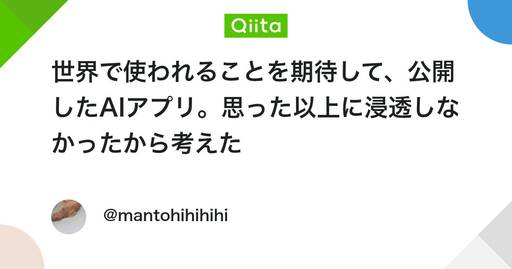 Qiita
世界で使われることを期待して、公開
したAIアプリ。思った以上に浸透しな
かったから考えた
@mantohihihihi